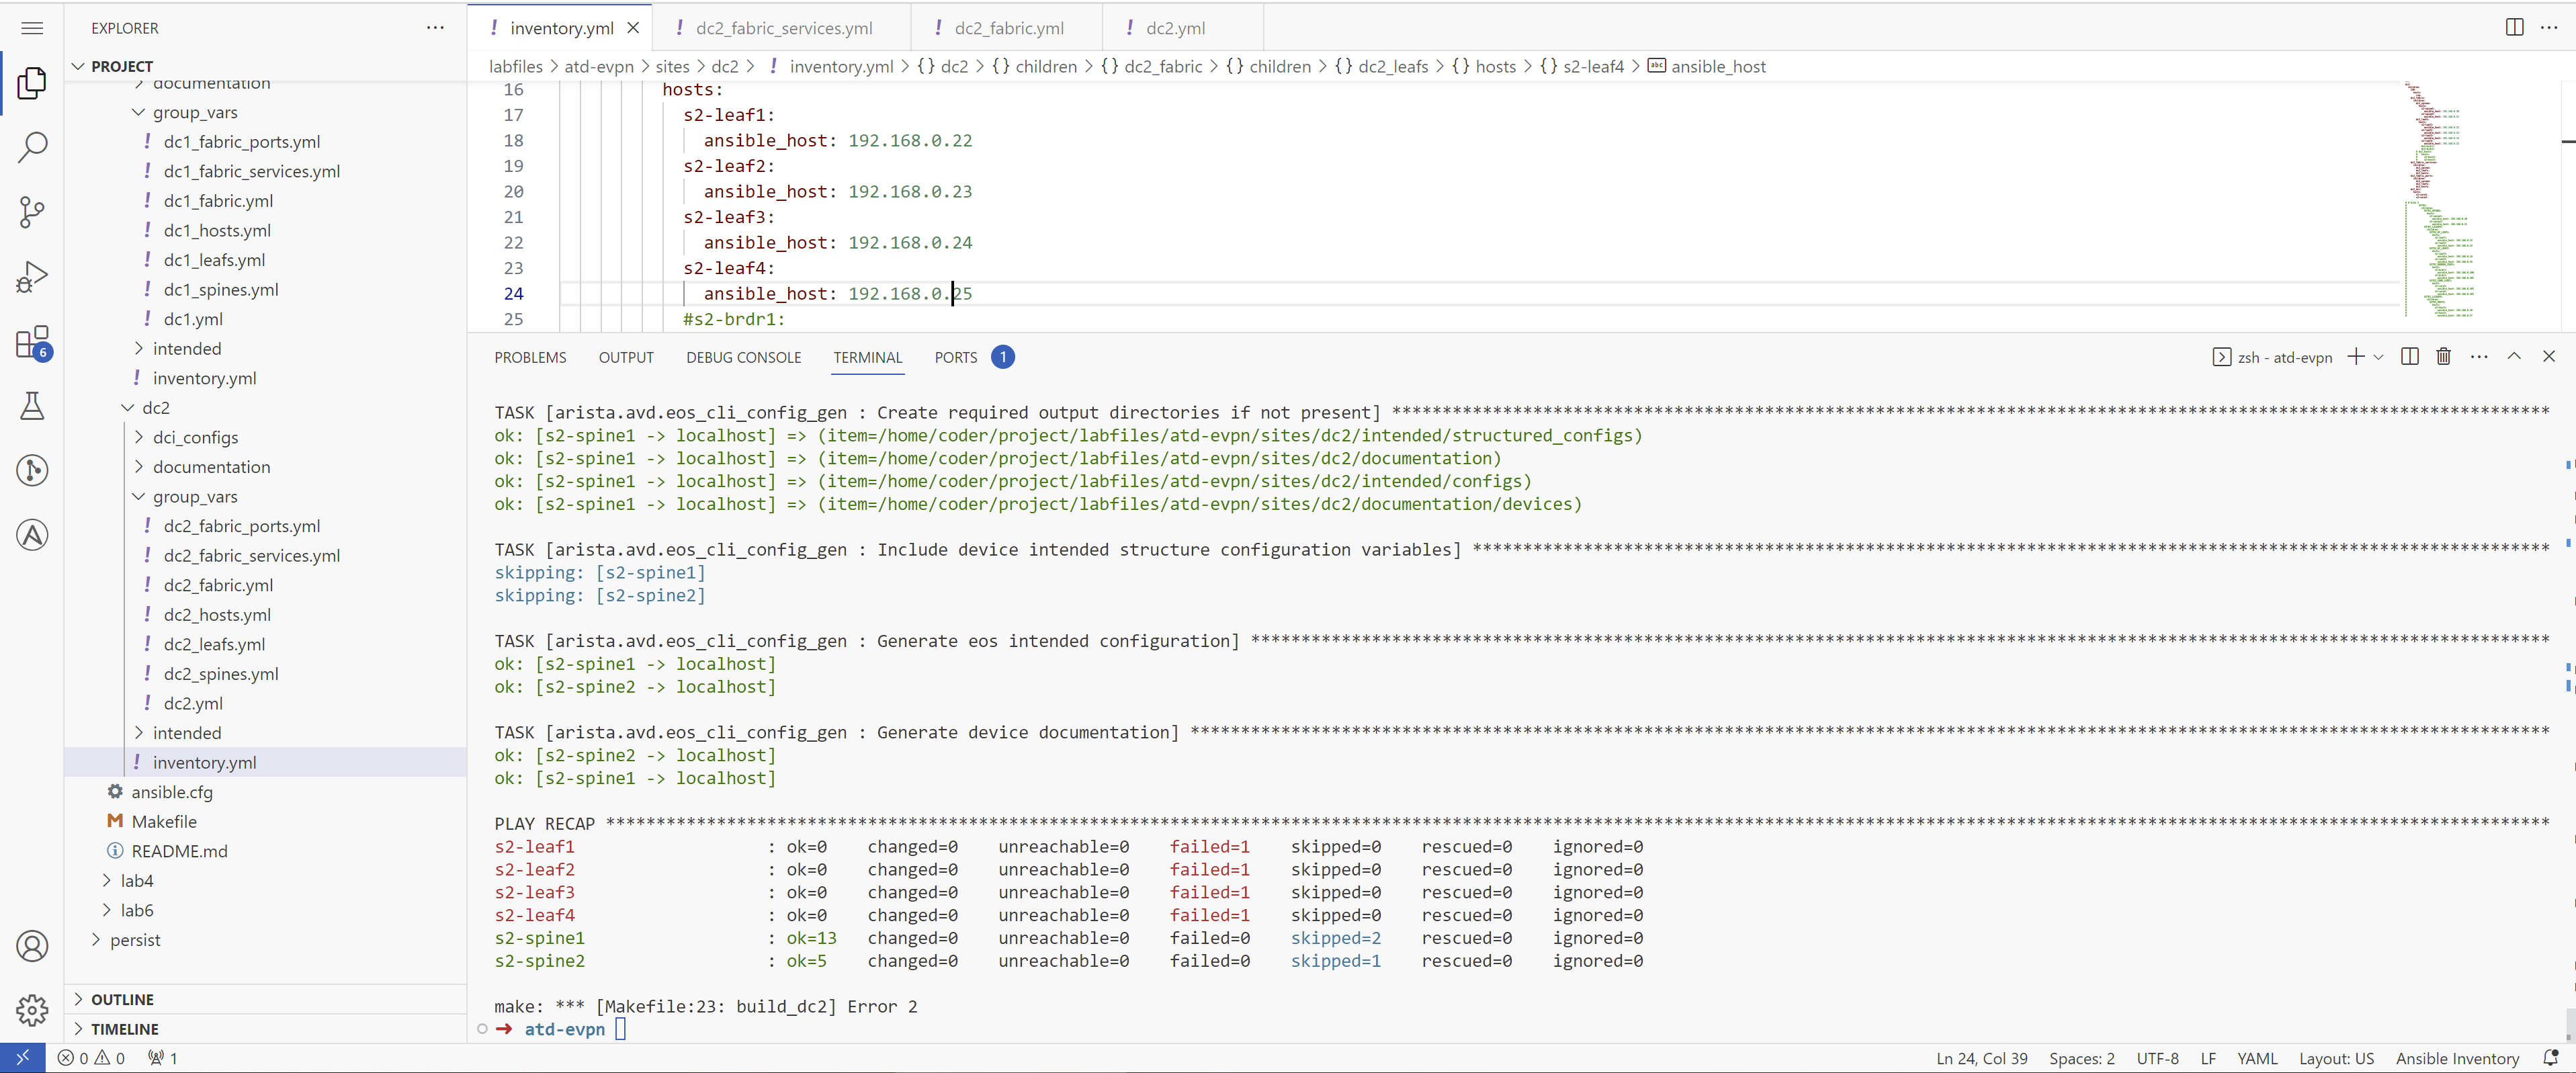 EXPLORER
PROJECT
documentation
group_vars
! dc1_fabric_ports.yml
! dc1_fabric_services.yml
! dc1_fabric.yml
! dc1_hosts.yml
! dc1_leafs.yml
! dc1_spines.yml
! dc1.yml
intended
! inventory.yml
dc2
dci_configs
documentation
group_vars
! dc2_fabric_ports.yml
! dc2_fabric_services.yml
! dc2_fabric.yml
! dc2_hosts.yml
! dc2_leafs.yml
! dc2_spines.yml
! dc2.yml
intended
! inventory.yml
ansible.cfg
Makefile
README.md
lab4
lab6
persist
OUTLINE
TIMELINE
6
! inventory.yml ! dc2_fabric_services.yml ! dc2_fabric.yml ! dc2.yml
labfiles > atd-evpn > sites > dc2 > ! inventory.yml > {} dc2 > {} children > {} dc2_fabric > {} children > {} dc2_leafs > {} hosts > {} s2-leaf4 > abc ansible_host
16 hosts:
17 s2-leaf1:
18 ansible_host: 192.168.0.22
19 s2-leaf2:
20 ansible_host: 192.168.0.23
21 s2-leaf3:
22 ansible_host: 192.168.0.24
23 s2-leaf4:
24 ansible_host: 192.168.0.25
25 #s2-brdr1:
PROBLEMS OUTPUT DEBUG CONSOLE TERMINAL PORTS 1 zsh - atd-evpn
TASK [arista.avd.eos_cli_config_gen : Create required output directories if not present] *******************
ok: [s2-spine1 -> localhost] => (item=/home/coder/project/labfiles/atd-evpn/sites/dc2/intended/structured_configs)
ok: [s2-spine1 -> localhost] => (item=/home/coder/project/labfiles/atd-evpn/sites/dc2/documentation)
ok: [s2-spine1 -> localhost] => (item=/home/coder/project/labfiles/atd-evpn/sites/dc2/intended/configs)
ok: [s2-spine1 -> localhost] => (item=/home/coder/project/labfiles/atd-evpn/sites/dc2/documentation/devices)
TASK [arista.avd.eos_cli_config_gen : Include device intended structure configuration variables] *******************
skipping: [s2-spine1]
skipping: [s2-spine2]
TASK [arista.avd.eos_cli_config_gen : Generate eos intended configuration] *******************
ok: [s2-spine1 -> localhost]
ok: [s2-spine2 -> localhost]
TASK [arista.avd.eos_cli_config_gen : Generate device documentation] *******************
ok: [s2-spine2 -> localhost]
ok: [s2-spine1 -> localhost]
PLAY RECAP *******************
s2-leaf1 : ok=0 changed=0 unreachable=0 failed=1 skipped=0 rescued=0 ignored=0
s2-leaf2 : ok=0 changed=0 unreachable=0 failed=1 skipped=0 rescued=0 ignored=0
s2-leaf3 : ok=0 changed=0 unreachable=0 failed=1 skipped=0 rescued=0 ignored=0
s2-leaf4 : ok=0 changed=0 unreachable=0 failed=1 skipped=0 rescued=0 ignored=0
s2-spine1 : ok=13 changed=0 unreachable=0 failed=0 skipped=2 rescued=0 ignored=0
s2-spine2 : ok=5 changed=0 unreachable=0 failed=0 skipped=1 rescued=0 ignored=0
make: *** [Makefile:23: build_dc2] Error 2
➜ atd-evpn
0 0 1 Ln 24, Col 39 Spaces: 2 UTF-8 LF YAML Layout: US Ansible Inventory